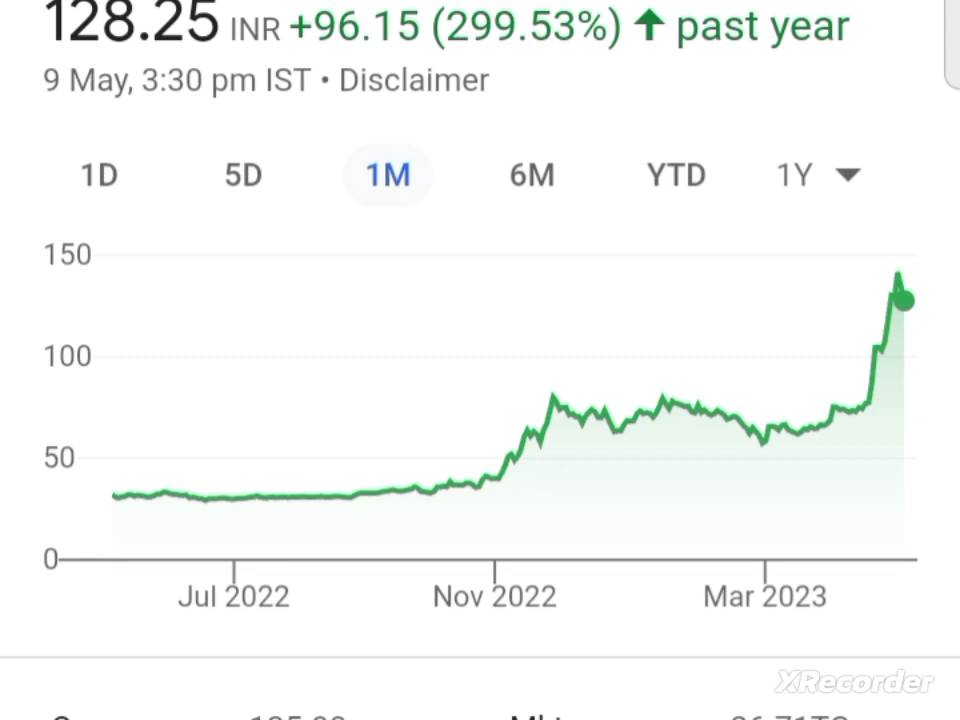 128.25 INR +96.15 (299.53%) ↑ past year
9 May, 3:30 pm IST • Disclaimer
1D 5D 1M 6M YTD 1Y
150
100
50
0
Jul 2022 Nov 2022 Mar 2023
XRecorder